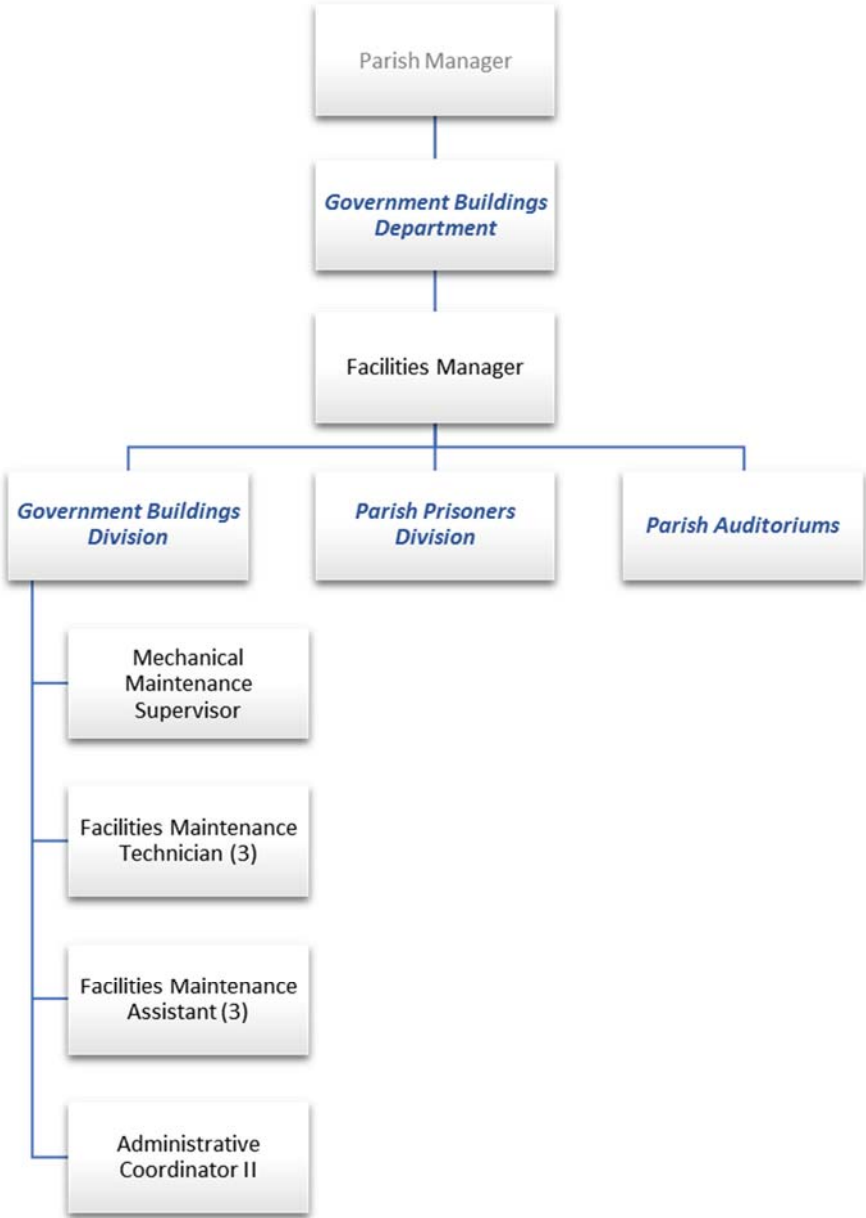 Parish Manager
Government Buildings
Department
Facilities Manager
Government Buildings
Division
Parish Prisoners
Division
Parish Auditoriums
Mechanical
Maintenance
Supervisor
Facilities Maintenance
Technician (3)
Facilities Maintenance
Assistant (3)
Administrative
Coordinator II